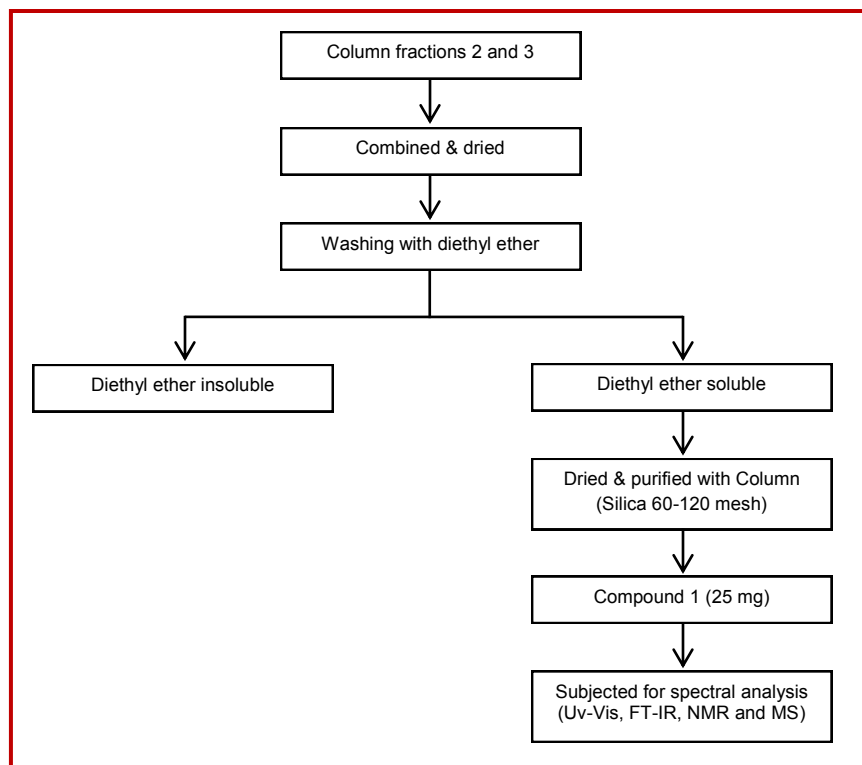 Column fractions 2 and 3
Combined & dried
Washing with diethyl ether
Diethyl ether insoluble
Diethyl ether soluble
Dried & purified with Column
(Silica 60-120 mesh)
Compound 1 (25 mg)
Subjected for spectral analysis
(Uv-Vis, FT-IR, NMR and MS)